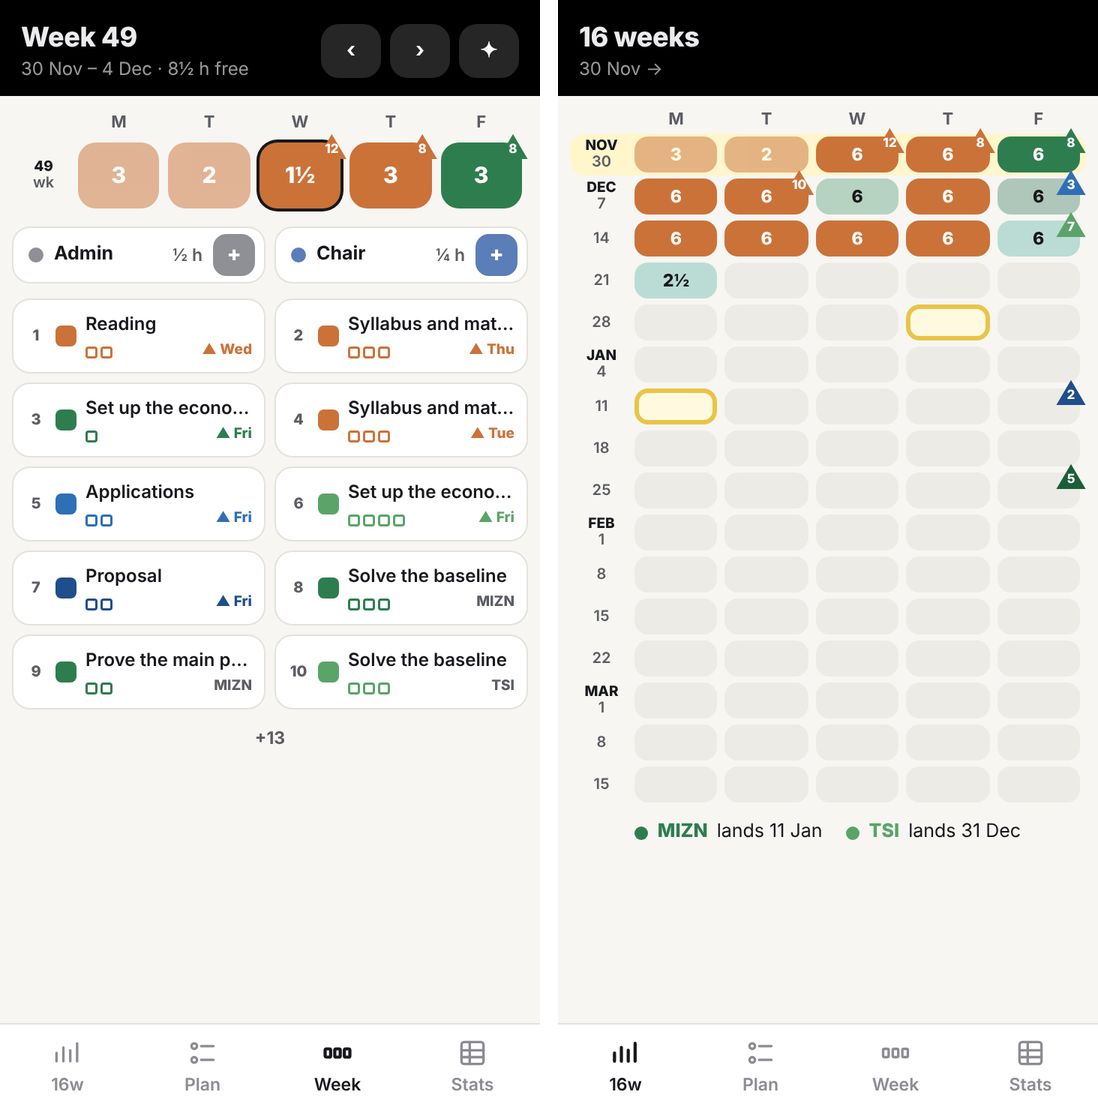 Week 49
30 Nov – 4 Dec · 8½ h free
‹ › ✦
M T W T F
49
wk
3 2 1½ 12 3 8 3 8
Admin ½ h +
Chair ¼ h +
1 Reading
▲ Wed
2 Syllabus and mat…
▲ Thu
3 Set up the econo…
▲ Fri
4 Syllabus and mat…
▲ Tue
5 Applications
▲ Fri
6 Set up the econo…
▲ Fri
7 Proposal
▲ Fri
8 Solve the baseline
MIZN
9 Prove the main p…
MIZN
10 Solve the baseline
TSI
+13
16w Plan Week Stats
16 weeks
30 Nov →
M T W T F
NOV
30 3 2 6 12 6 8 6 8
DEC
7 6 6 10 6 6 6 3
14 6 6 6 6 6 7
21 2½
28
JAN
4
11 2
18
25 5
FEB
1
8
15
22
MAR
1
8
15
MIZN lands 11 Jan TSI lands 31 Dec
16w Plan Week Stats